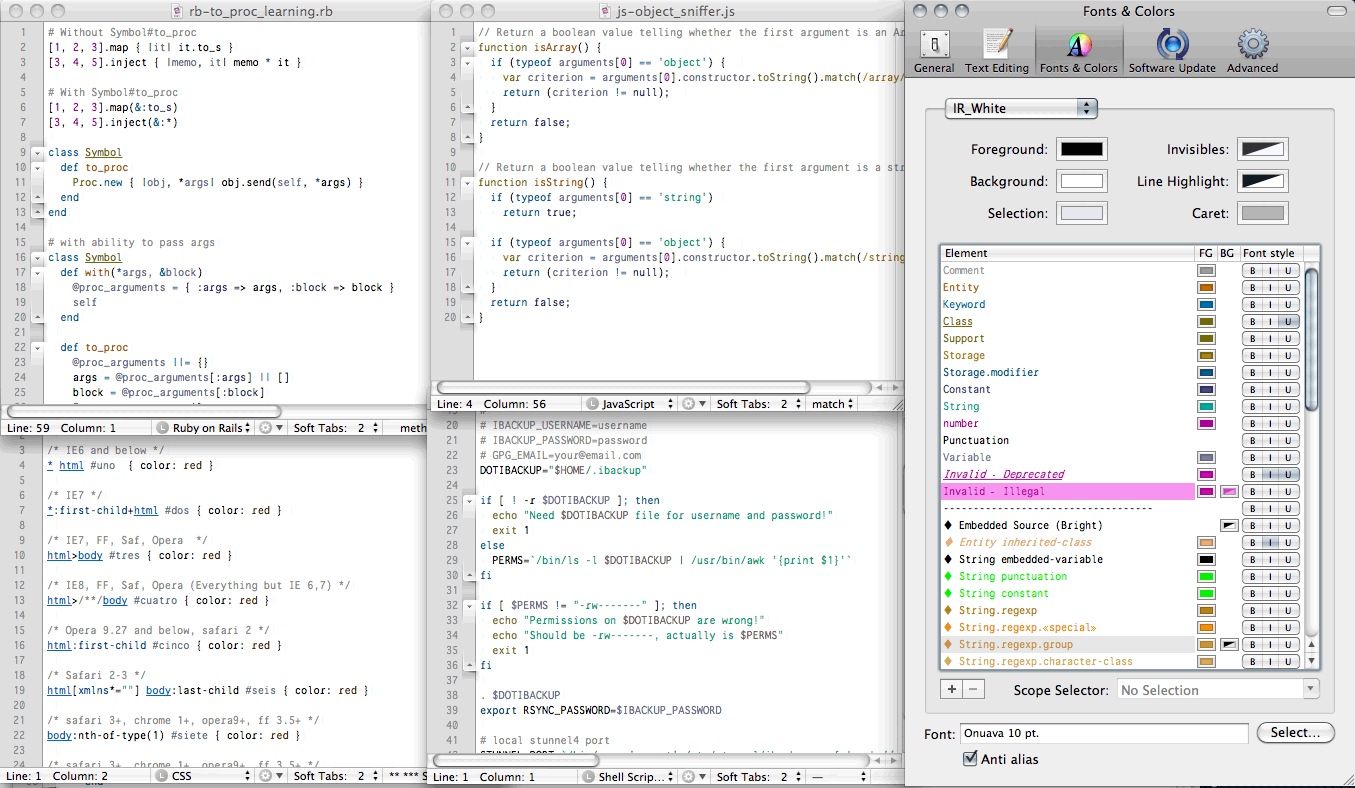 rb-to_proc_learning.rb
1 # Without Symbol#to_proc
2 [1, 2, 3].map { |it| it.to_s }
3 [3, 4, 5].inject { |memo, it| memo * it }
4
5 # With Symbol#to_proc
6 [1, 2, 3].map(&:to_s)
7 [3, 4, 5].inject(&:*)
8
9 class Symbol
10 def to_proc
11 Proc.new { |obj, *args| obj.send(self, *args) }
12 end
13 end
14
15 # with ability to pass args
16 class Symbol
17 def with(*args, &block)
18 @proc_arguments = { :args => args, :block => block }
19 self
20 end
21
22 def to_proc
23 @proc_arguments ||= {}
24 args = @proc_arguments[:args] || []
25 block = @proc_arguments[:block]
Line: 59 Column: 1 Ruby on Rails Soft Tabs: 2 meth
js-object_sniffer.js
1 // Return a boolean value telling whether the first argument is an Ar
2 function isArray() {
3 if (typeof arguments[0] == 'object') {
4 var criterion = arguments[0].constructor.toString().match(/array/
5 return (criterion != null);
6 }
7 return false;
8 }
9
10 // Return a boolean value telling whether the first argument is a str
11 function isString() {
12 if (typeof arguments[0] == 'string')
13 return true;
14
15 if (typeof arguments[0] == 'object') {
16 var criterion = arguments[0].constructor.toString().match(/string
17 return (criterion != null);
18 }
19 return false;
20 }
Line: 4 Column: 56 JavaScript Soft Tabs: 2 match
3 /* IE6 and below */
4 * html #uno { color: red }
5
6 /* IE7 */
7 *:first-child+html #dos { color: red }
8
9 /* IE7, FF, Saf, Opera */
10 html>body #tres { color: red }
11
12 /* IE8, FF, Saf, Opera (Everything but IE 6,7) */
13 html>/**/body #cuatro { color: red }
14
15 /* Opera 9.27 and below, safari 2 */
16 html:first-child #cinco { color: red }
17
18 /* Safari 2-3 */
19 html[xmlns*=""] body:last-child #seis { color: red }
20
21 /* safari 3+, chrome 1+, opera9+, ff 3.5+ */
22 body:nth-of-type(1) #siete { color: red }
23
24 /* safari 3+, chrome 1+, opera9+, ff 3.5+ */
Line: 1 Column: 2 CSS Soft Tabs: 2 ** *** S
end
19 #
20 # IBACKUP_USERNAME=username
21 # IBACKUP_PASSWORD=password
22 # GPG_EMAIL=your@email.com
23 DOTIBACKUP="$HOME/.ibackup"
24
25 if [ ! -r $DOTIBACKUP ]; then
26 echo "Need $DOTIBACKUP file for username and password!"
27 exit 1
28 else
29 PERMS=`/bin/ls -l $DOTIBACKUP | /usr/bin/awk '{print $1}'`
30 fi
31
32 if [ $PERMS != "-rw-------" ]; then
33 echo "Permissions on $DOTIBACKUP are wrong!"
34 echo "Should be -rw-------, actually is $PERMS"
35 exit 1
36 fi
37
38 . $DOTIBACKUP
39 export RSYNC_PASSWORD=$IBACKUP_PASSWORD
40
41 # local stunnel4 port
Line: 1 Column: 1 Shell Scrip... Soft Tabs: 2 —
Fonts & Colors
General Text Editing Fonts & Colors Software Update Advanced
IR_White
Foreground: Invisibles:
Background: Line Highlight:
Selection: Caret:
Element FG BG Font style
Comment B I U
Entity B I U
Keyword B I U
Class B I U
Support B I U
Storage B I U
Storage.modifier B I U
Constant B I U
String B I U
number B I U
Punctuation B I U
Variable B I U
Invalid - Deprecated B I U
Invalid - Illegal B I U
----------------------------------- B I U
♦ Embedded Source (Bright) B I U
♦ Entity inherited-class B I U
♦ String embedded-variable B I U
♦ String punctuation B I U
♦ String constant B I U
♦ String.regexp B I U
♦ String.regexp.«special» B I U
♦ String.regexp.group B I U
♦ String.regexp.character-class B I U
+ − Scope Selector: No Selection
Font: Onuava 10 pt. Select...
Anti alias